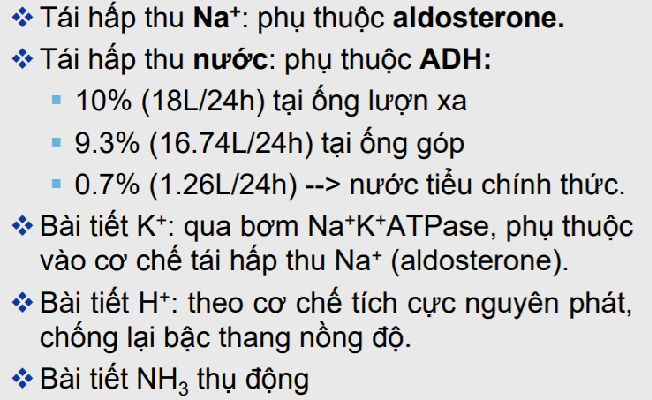 ❖ Tái hấp thu Na⁺: phụ thuộc aldosterone.
❖ Tái hấp thu nước: phụ thuộc ADH:
▪ 10% (18L/24h) tại ống lượn xa
▪ 9.3% (16.74L/24h) tại ống góp
▪ 0.7% (1.26L/24h) --> nước tiểu chính thức.
❖ Bài tiết K⁺: qua bơm Na⁺K⁺ATPase, phụ thuộc
vào cơ chế tái hấp thu Na⁺ (aldosterone).
❖ Bài tiết H⁺: theo cơ chế tích cực nguyên phát,
chống lại bậc thang nồng độ.
❖ Bài tiết NH₃ thụ động